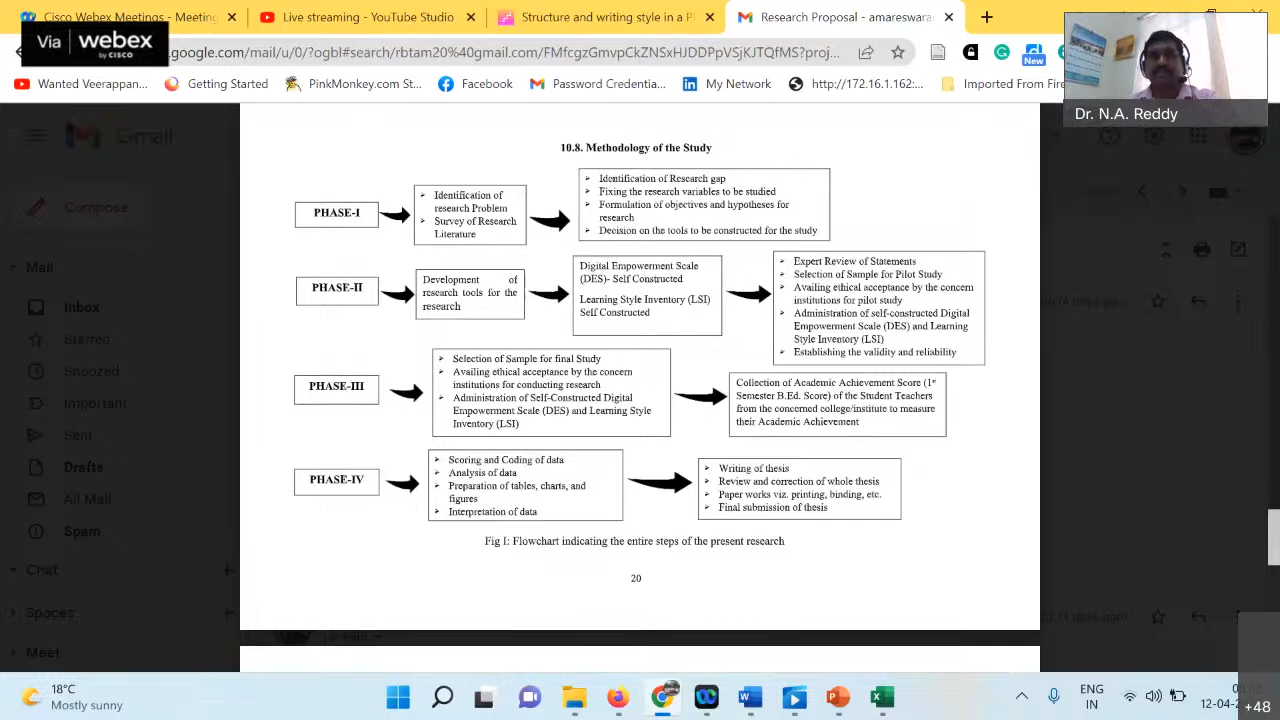 (1) Live streaming - YouTube Studio
Structure and writing style in a P
Research Proposal - amareswarar
Via webex
by CISCO
.google.com/mail/u/0/?ogbl#search/rbtam20%40gmail.com/FMfcgzGmvpCkZNSxHJDDPpVSjKJTQfMS?projector=
New
Wanted Veerappan...
Getting Started
PinkMonkey.com-St...
Facebook
Password Changed...
My Network
http://172.16.1.162:...
Dr. N.A. Reddy
Gmail
Compose
Mail
Inbox
Starred
Snoozed
Important
Sent
Drafts
All Mail
Spam
Chat
Spaces
Meet
10.8. Methodology of the Study
PHASE-I
Identification of
research Problem
Survey of Research
Literature
Identification of Research gap
Fixing the research variables to be studied
Formulation of objectives and hypotheses for
research
Decision on the tools to be constructed for the study
PHASE-II
Development of
research tools for the
research
Digital Empowerment Scale
(DES)- Self Constructed
Learning Style Inventory (LSI)
Self Constructed
Expert Review of Statements
Selection of Sample for Pilot Study
Availing ethical acceptance by the concern
institutions for pilot study
Administration of self-constructed Digital
Empowerment Scale (DES) and Learning
Style Inventory (LSI)
Establishing the validity and reliability
PHASE-III
Selection of Sample for final Study
Availing ethical acceptance by the concern
institutions for conducting research
Administration of Self-Constructed Digital
Empowerment Scale (DES) and Learning Style
Inventory (LSI)
Collection of Academic Achievement Score (1st
Semester B.Ed. Score) of the Student Teachers
from the concerned college/institute to measure
their Academic Achievement
PHASE-IV
Scoring and Coding of data
Analysis of data
Preparation of tables, charts, and
figures
Interpretation of data
Writing of thesis
Review and correction of whole thesis
Paper works viz. printing, binding, etc.
Final submission of thesis
Fig I: Flowchart indicating the entire steps of the present research
20
18°C
Mostly sunny
ENG
IN
12-04-2
+48